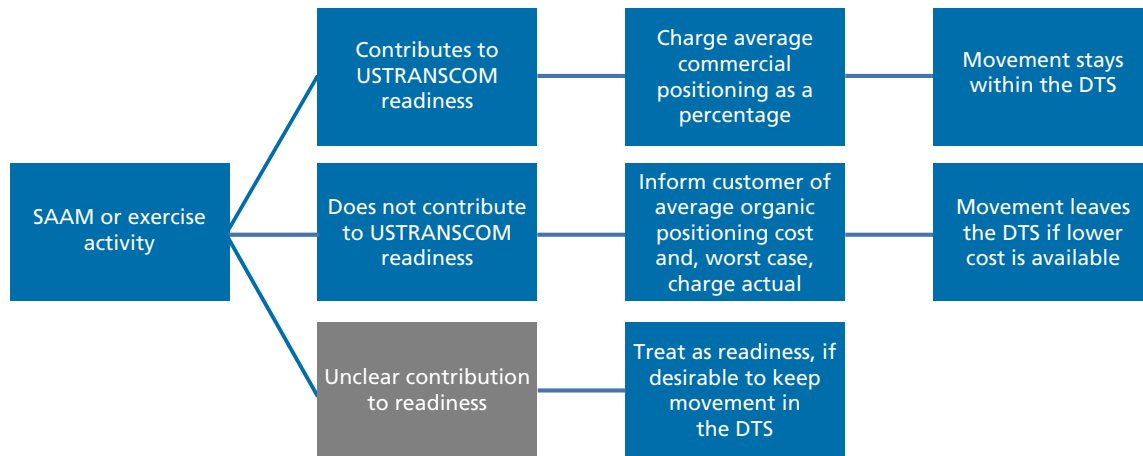 SAAM or exercise
activity
Contributes to
USTRANSCOM
readiness
Charge average
commercial
positioning as a
percentage
Movement stays
within the DTS
Does not contribute
to USTRANSCOM
readiness
Inform customer of
average organic
positioning cost
and, worst case,
charge actual
Movement leaves
the DTS if lower
cost is available
Unclear contribution
to readiness
Treat as readiness, if
desirable to keep
movement in
the DTS